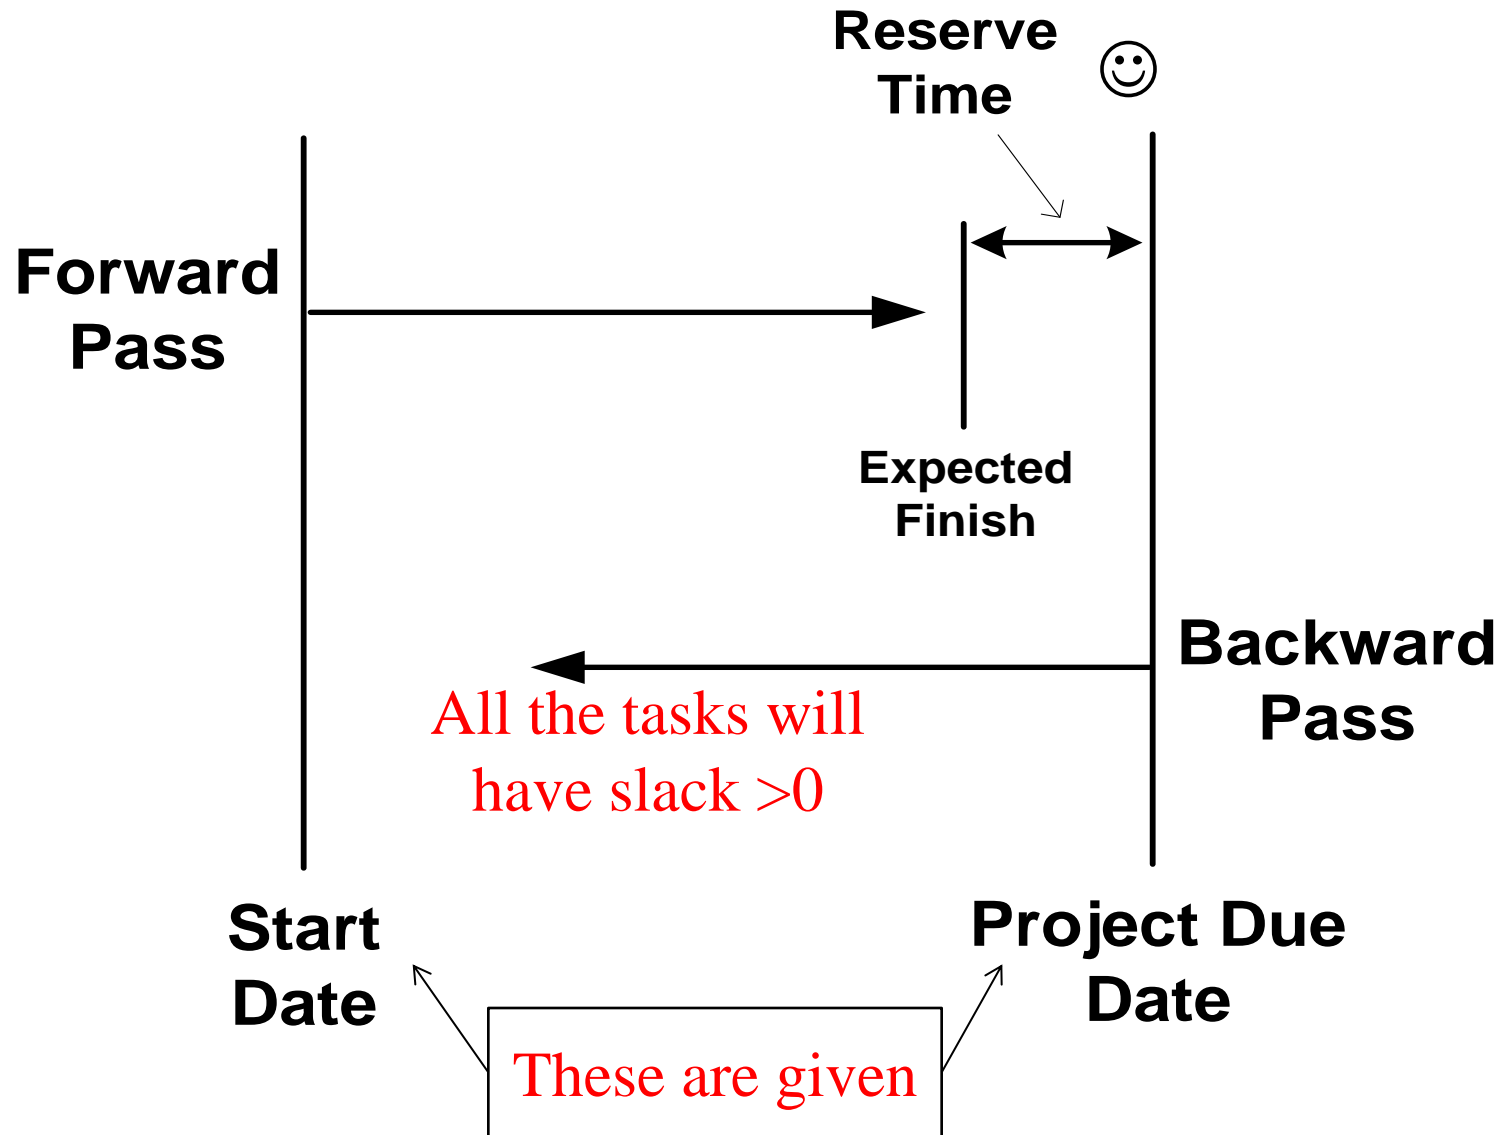 Reserve
Time
Forward
Pass
Expected
Finish
Backward
Pass
All the tasks will
have slack >0
Start
Date
Project Due
Date
These are given